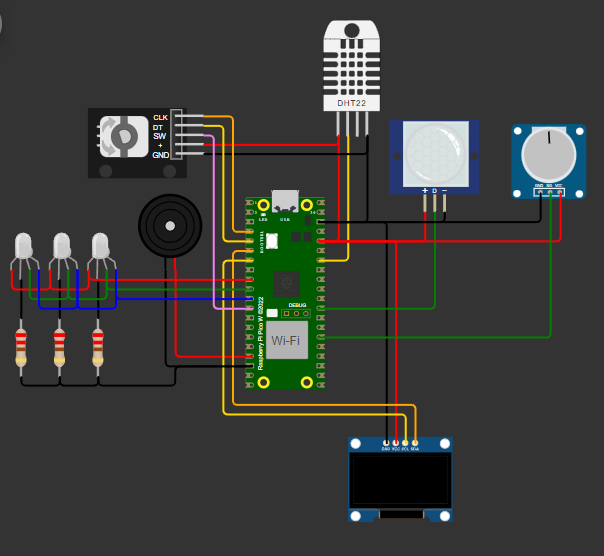 CLK
DT
SW
+
GND
DHT22
+ D −
GND SIG VCC
LED
USB
BOOTSEL
DEBUG
Raspberry Pi Pico W ©2022
Wi-Fi
GND VCC SCL SDA